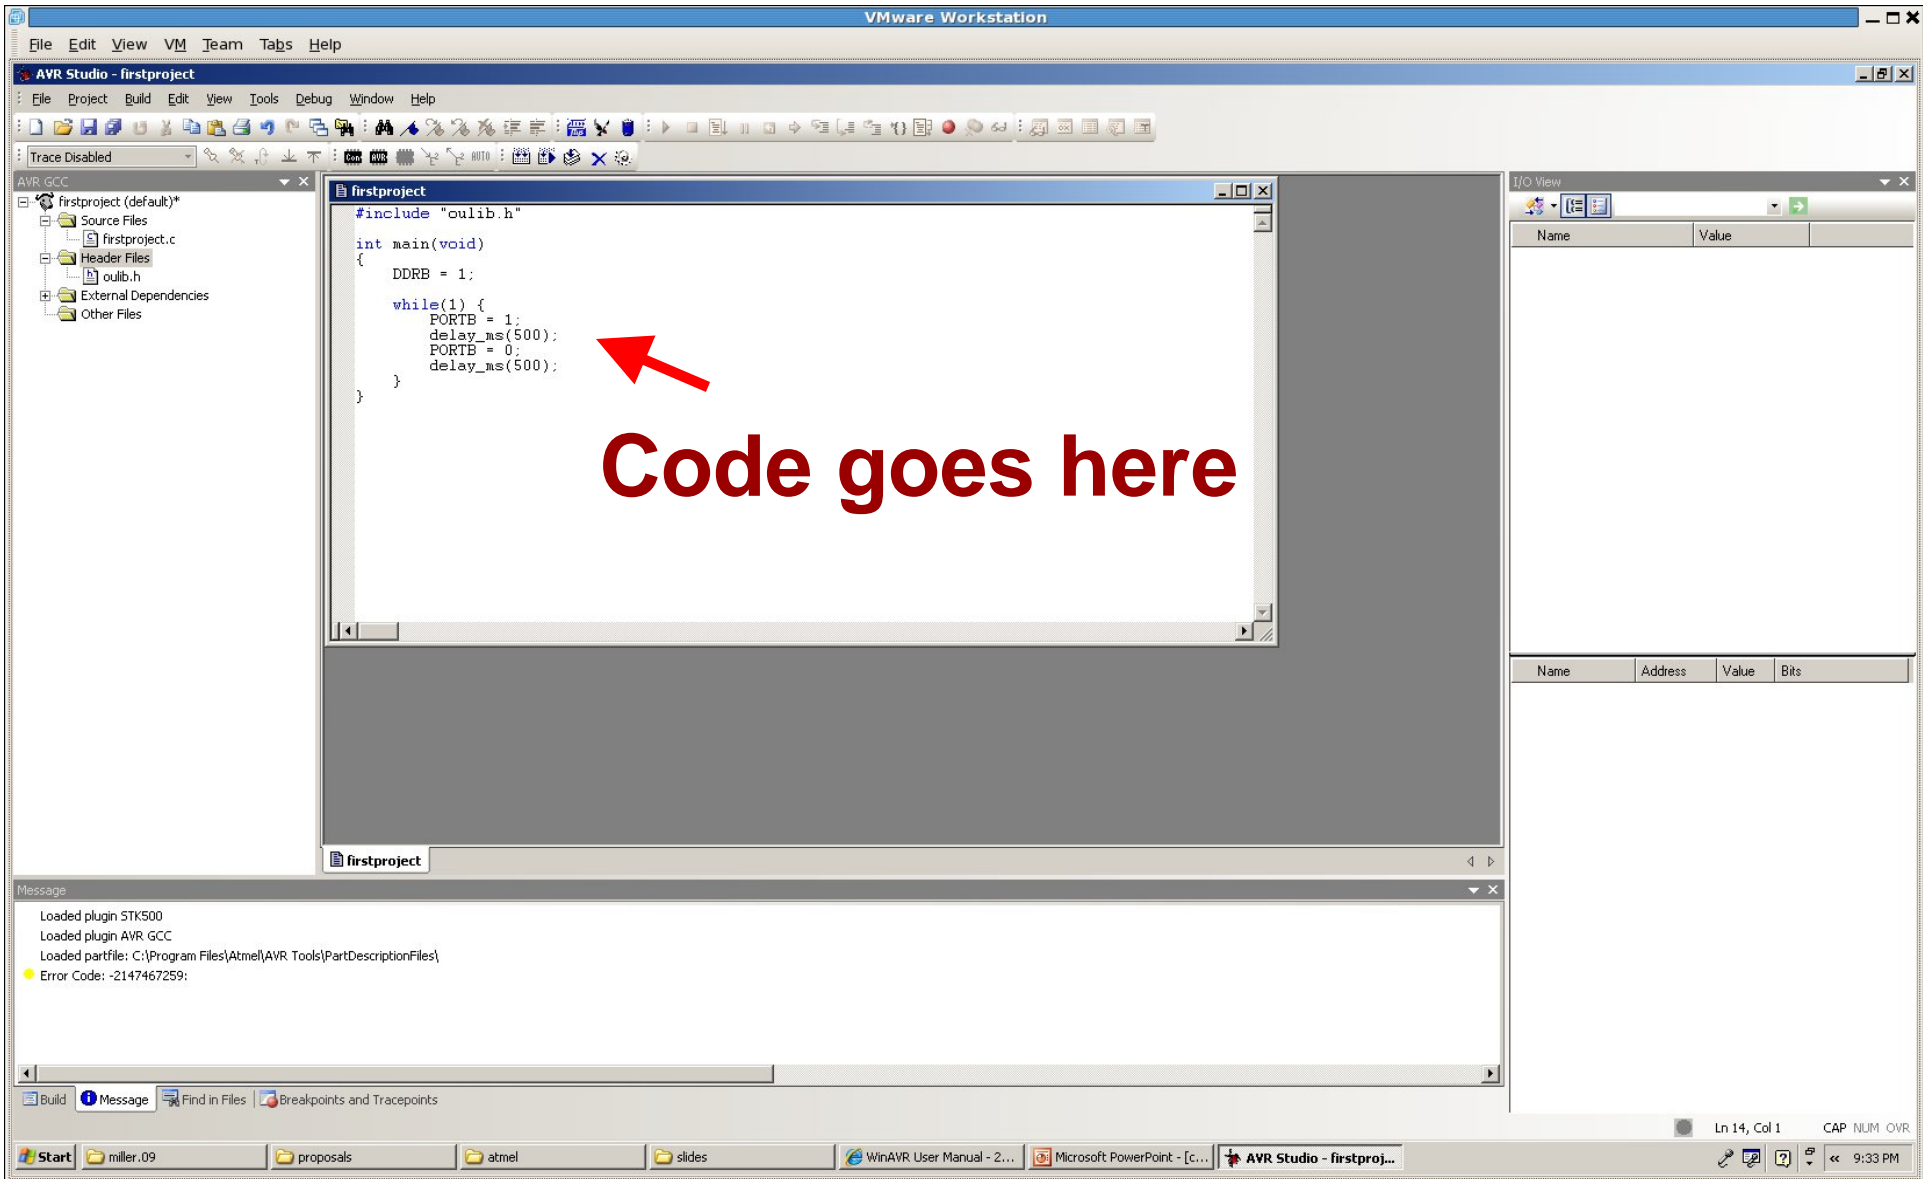 VMware Workstation
File Edit View VM Team Tabs Help
AVR Studio - firstproject
File Project Build Edit View Tools Debug Window Help
Trace Disabled
AVR GCC
firstproject (default)*
Source Files
firstproject.c
Header Files
oulib.h
External Dependencies
Other Files
firstproject
#include "oulib.h"
int main(void)
{
DDRB = 1;
while(1) {
PORTB = 1;
delay_ms(500);
PORTB = 0;
delay_ms(500);
}
}
Code goes here
firstproject
I/O View
Name Value
Name Address Value Bits
Message
Loaded plugin STK500
Loaded plugin AVR GCC
Loaded partfile: C:\Program Files\Atmel\AVR Tools\PartDescriptionFiles\
Error Code: -2147467259:
Build Message Find in Files Breakpoints and Tracepoints
Ln 14, Col 1 CAP NUM OVR
Start miller.09 proposals atmel slides WinAVR User Manual - 2... Microsoft PowerPoint - [c... AVR Studio - firstproj... 9:33 PM